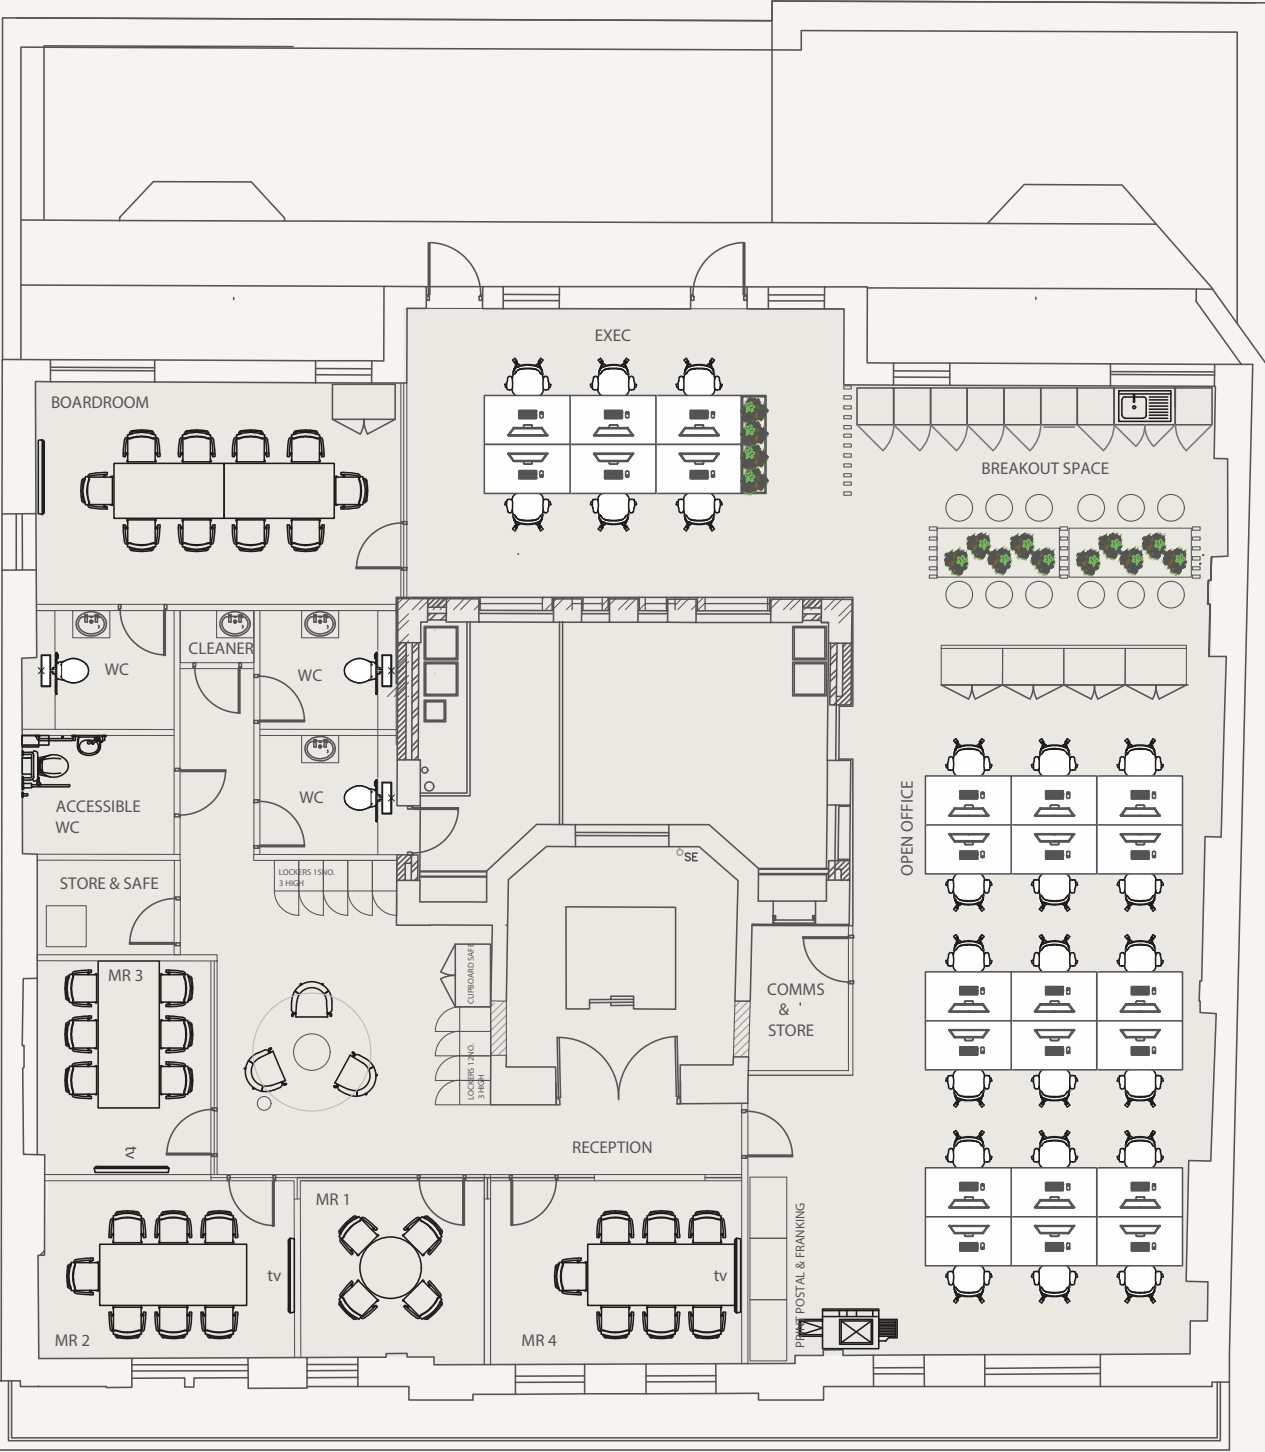 EXEC
BOARDROOM
BREAKOUT SPACE
WC
CLEANER
WC
ACCESSIBLE
WC
WC
OPEN OFFICE
STORE & SAFE
LOCKERS 15NO.
3 HIGH
SE
CUPBOARD SAFE
MR 3
COMMS
&
STORE
LOCKERS 12NO.
3 HIGH
tv
RECEPTION
MR 1
tv
tv
PRINT POSTAL & FRANKING
MR 2
MR 4